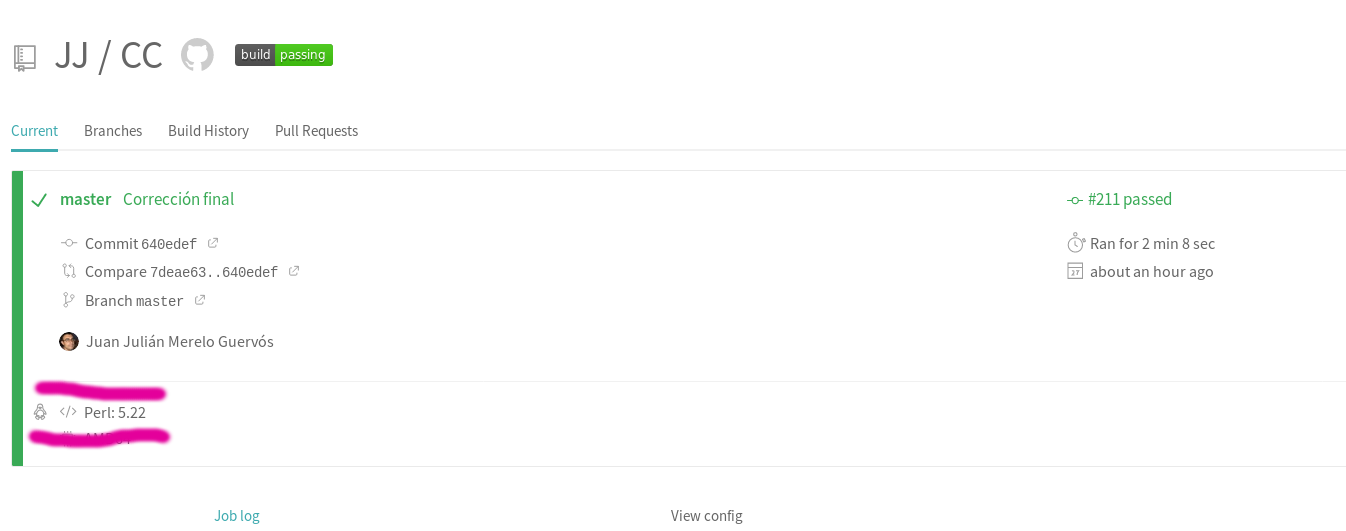 JJ / CC build passing
Current Branches Build History Pull Requests
master Corrección final
#211 passed
Commit 640edef
Ran for 2 min 8 sec
Compare 7deae63..640edef
about an hour ago
Branch master
Juan Julián Merelo Guervós
</> Perl: 5.22
Job log View config